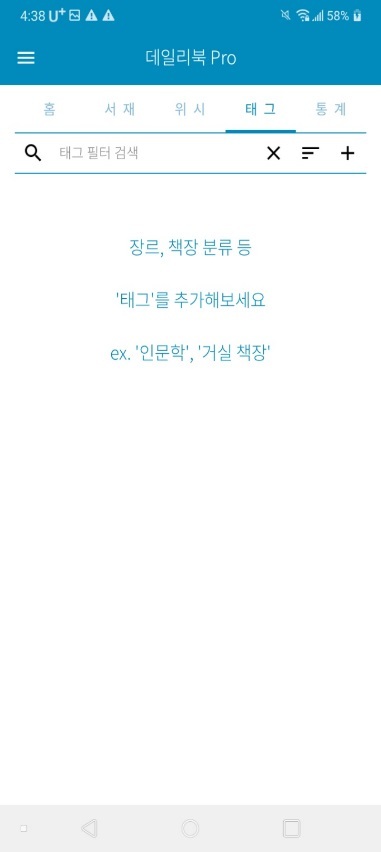 4:38 U+ 58%
데일리북 Pro
홈 서 재 위 시 태 그 통 계
태그 필터 검색
장르, 책장 분류 등
'태그'를 추가해보세요
ex. '인문학', '거실 책장'